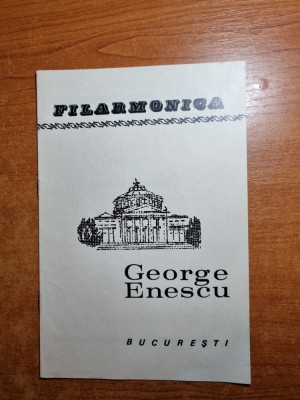 FILARMONICA
George
Enescu
BUCUREȘTI